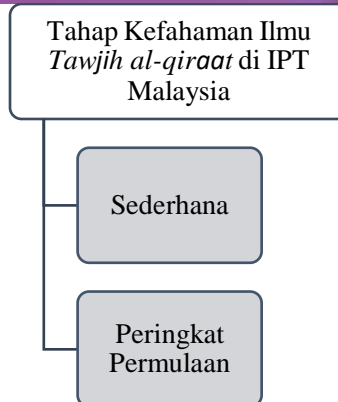 Tahap Kefahaman Ilmu
Tawjih al-qiraat di IPT
Malaysia
Sederhana
Peringkat
Permulaan